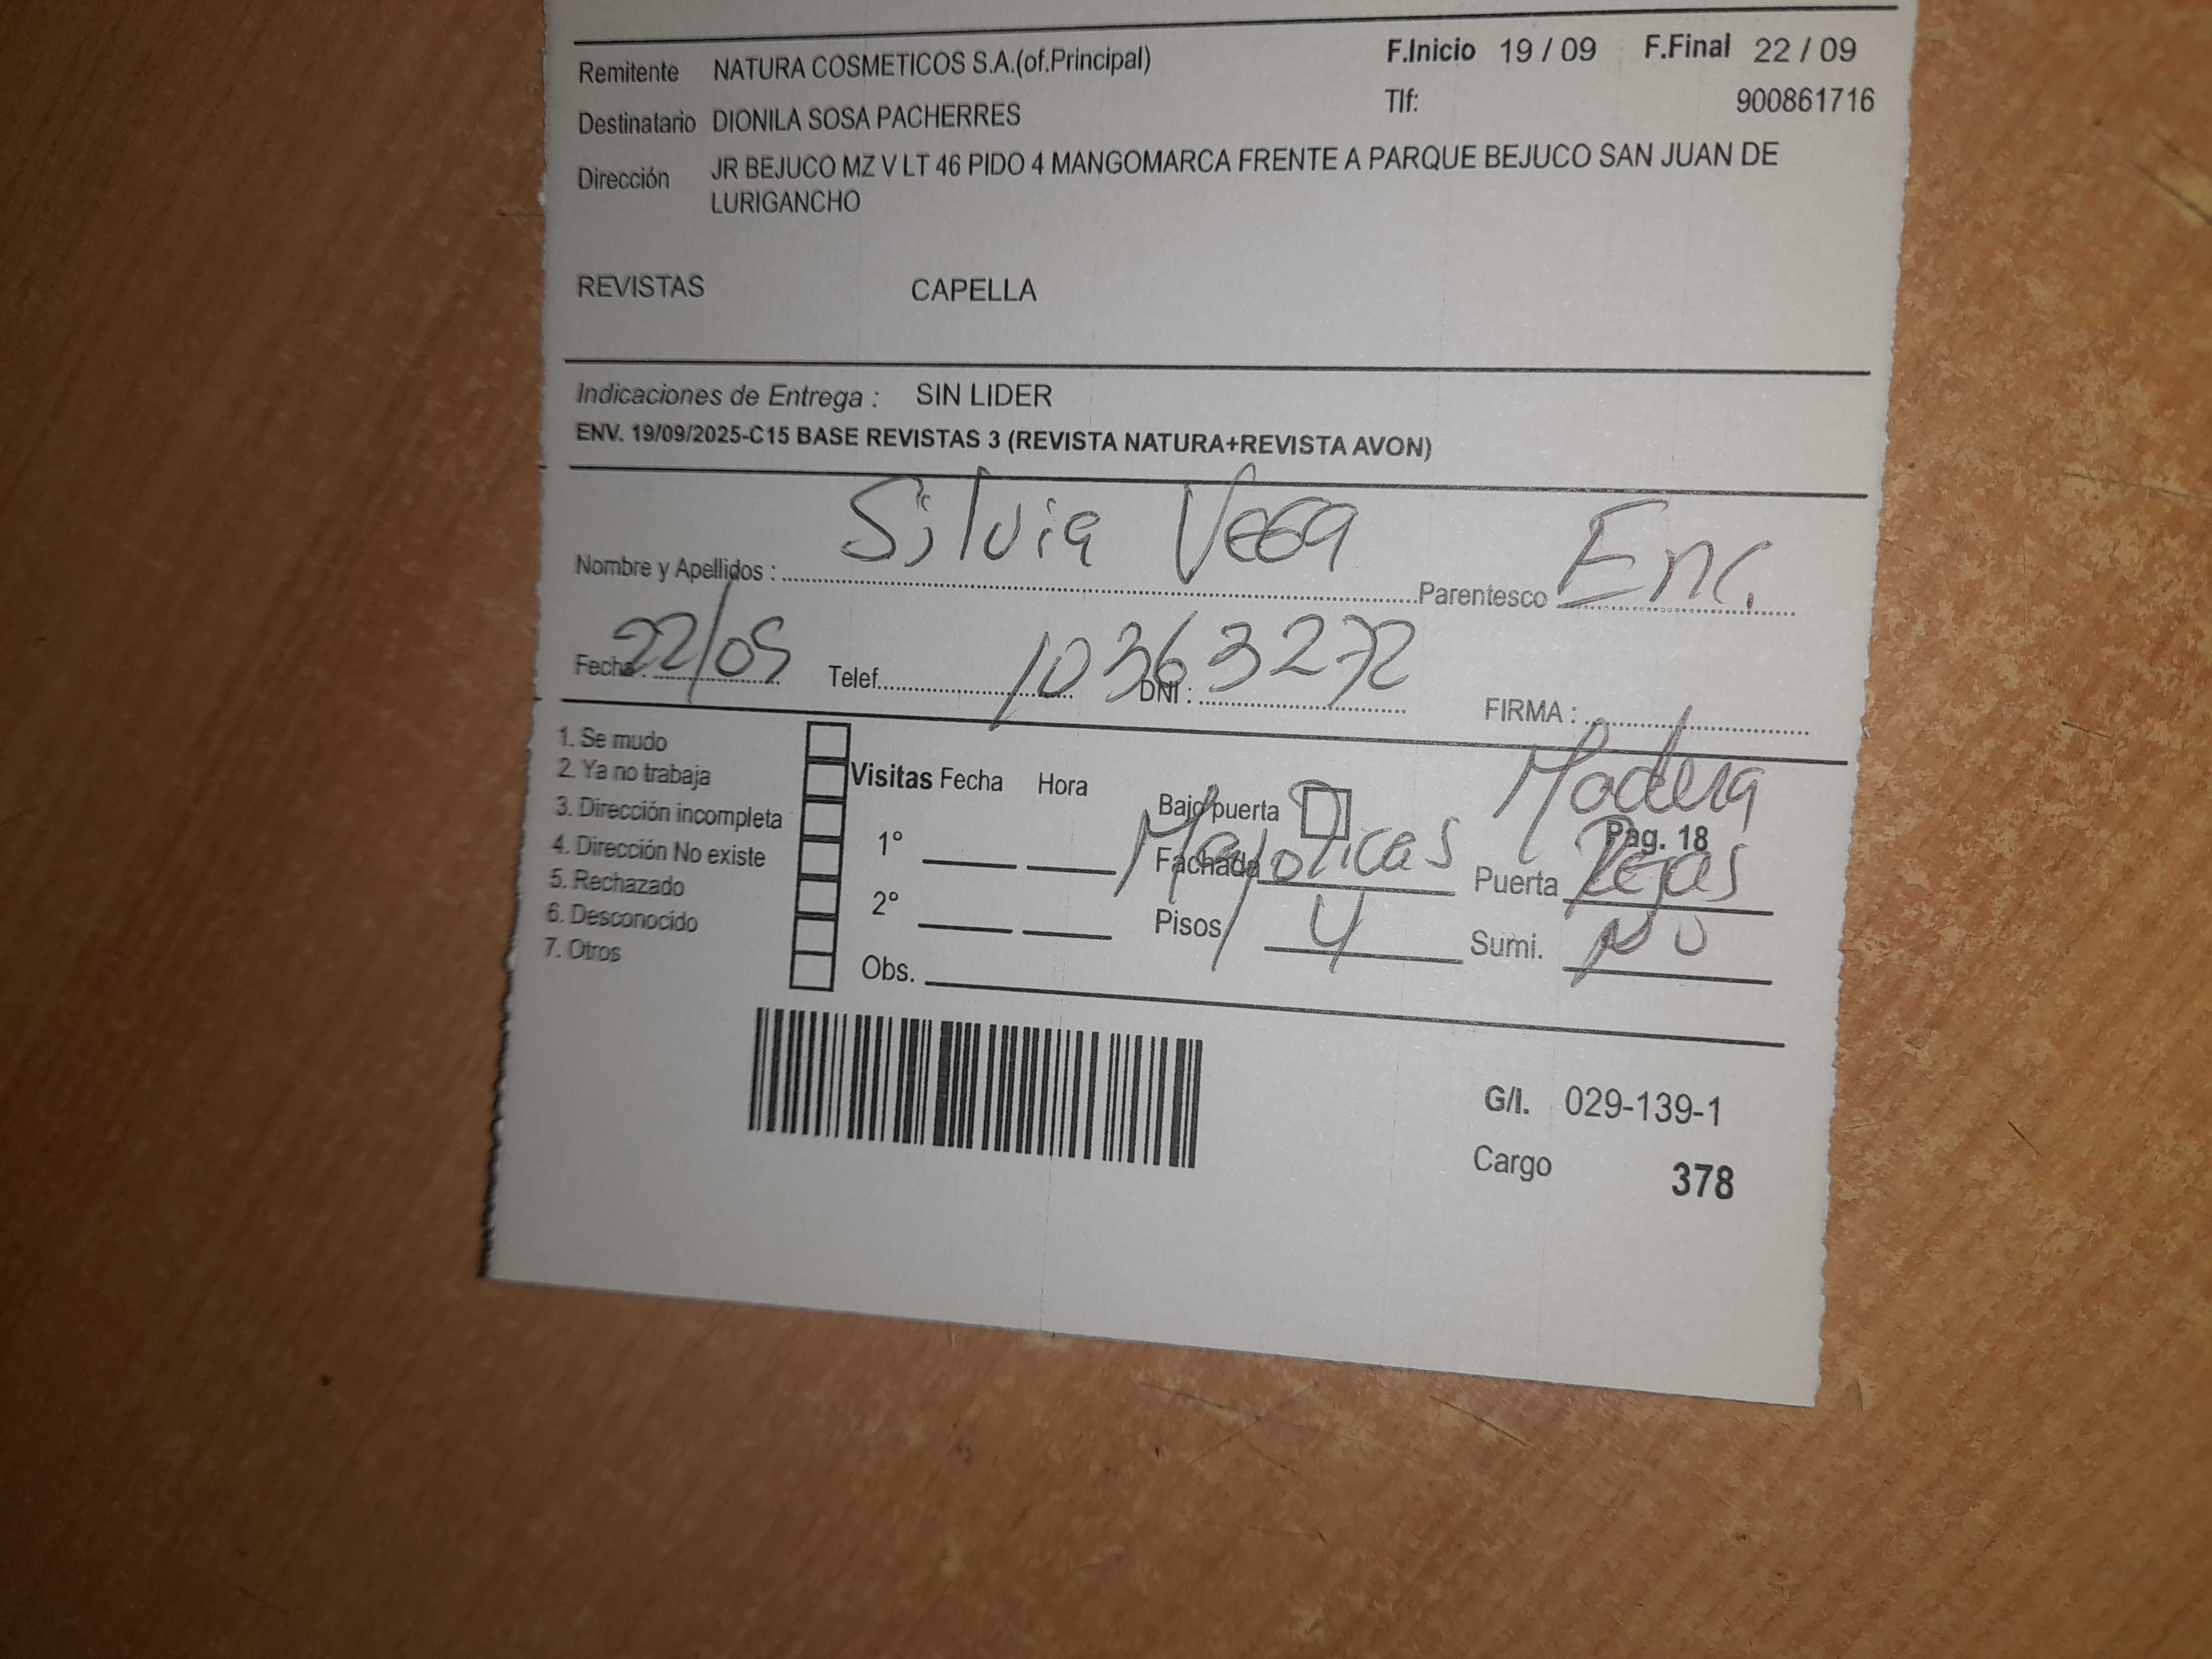 Remitente NATURA COSMETICOS S.A.(of.Principal) F.Inicio 19 / 09 F.Final 22 / 09
Destinatario DIONILA SOSA PACHERRES Tlf: 900861716
Dirección JR BEJUCO MZ V LT 46 PIDO 4 MANGOMARCA FRENTE A PARQUE BEJUCO SAN JUAN DE
LURIGANCHO
REVISTAS CAPELLA
Indicaciones de Entrega : SIN LIDER
ENV. 19/09/2025-C15 BASE REVISTAS 3 (REVISTA NATURA+REVISTA AVON)
Nombre y Apellidos : Silvia Vega Parentesco Enc.
Fecha : 22/09 Telef. DNI : 10363272 FIRMA :
1. Se mudo
2. Ya no trabaja
3. Dirección incompleta
4. Dirección No existe
5. Rechazado
6. Desconocido
7. Otros
Visitas Fecha Hora
1°
2°
Obs.
Bajo puerta
Fachada Mayolicas
Pisos 4
Madera
Pag. 18
Puerta Rejas
Sumi. NO
G/I. 029-139-1
Cargo 378